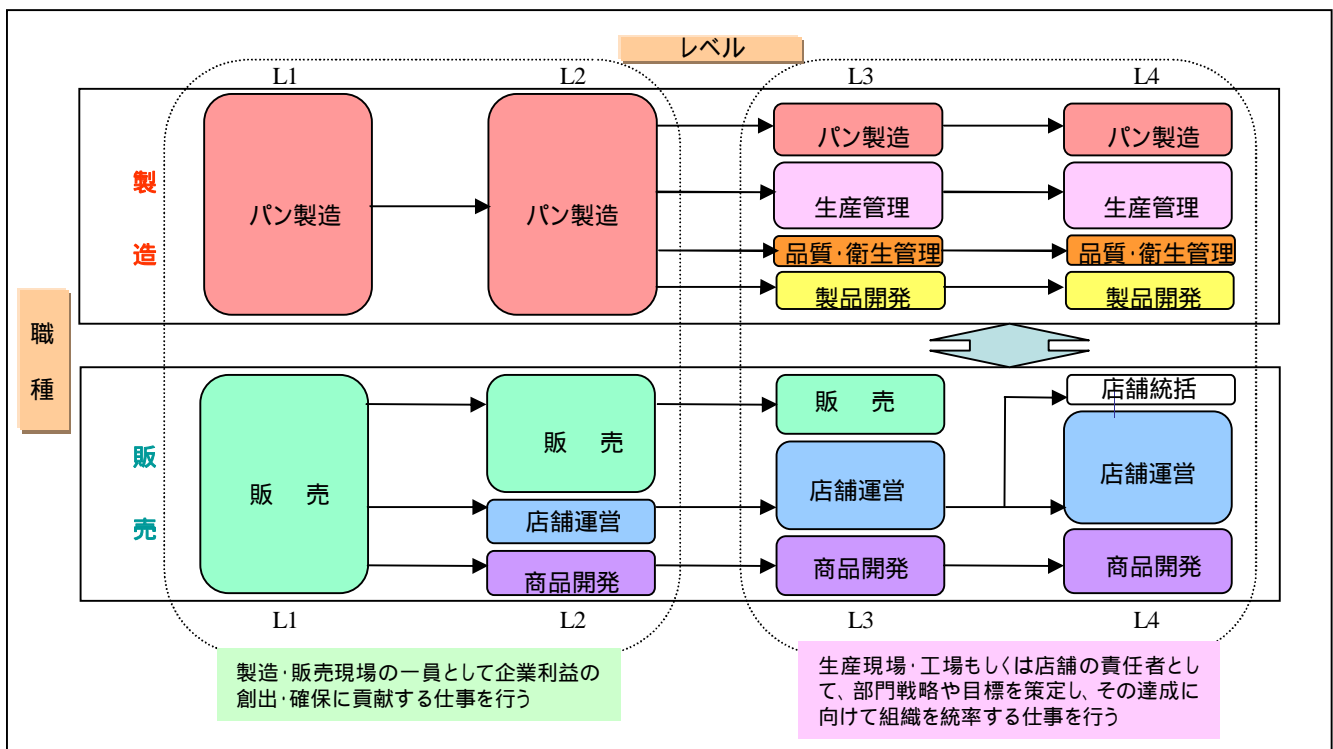 レベル
L1 L2 L3 L4
職種
製造
パン製造
パン製造
パン製造
パン製造
生産管理
生産管理
品質・衛生管理
品質・衛生管理
製品開発
製品開発
販売
販 売
販 売
店舗運営
商品開発
販 売
店舗運営
商品開発
店舗統括
店舗運営
商品開発
L1 L2 L3 L4
製造・販売現場の一員として企業利益の
創出・確保に貢献する仕事を行う
生産現場・工場もしくは店舗の責任者とし
て、部門戦略や目標を策定し、その達成に
向けて組織を統率する仕事を行う